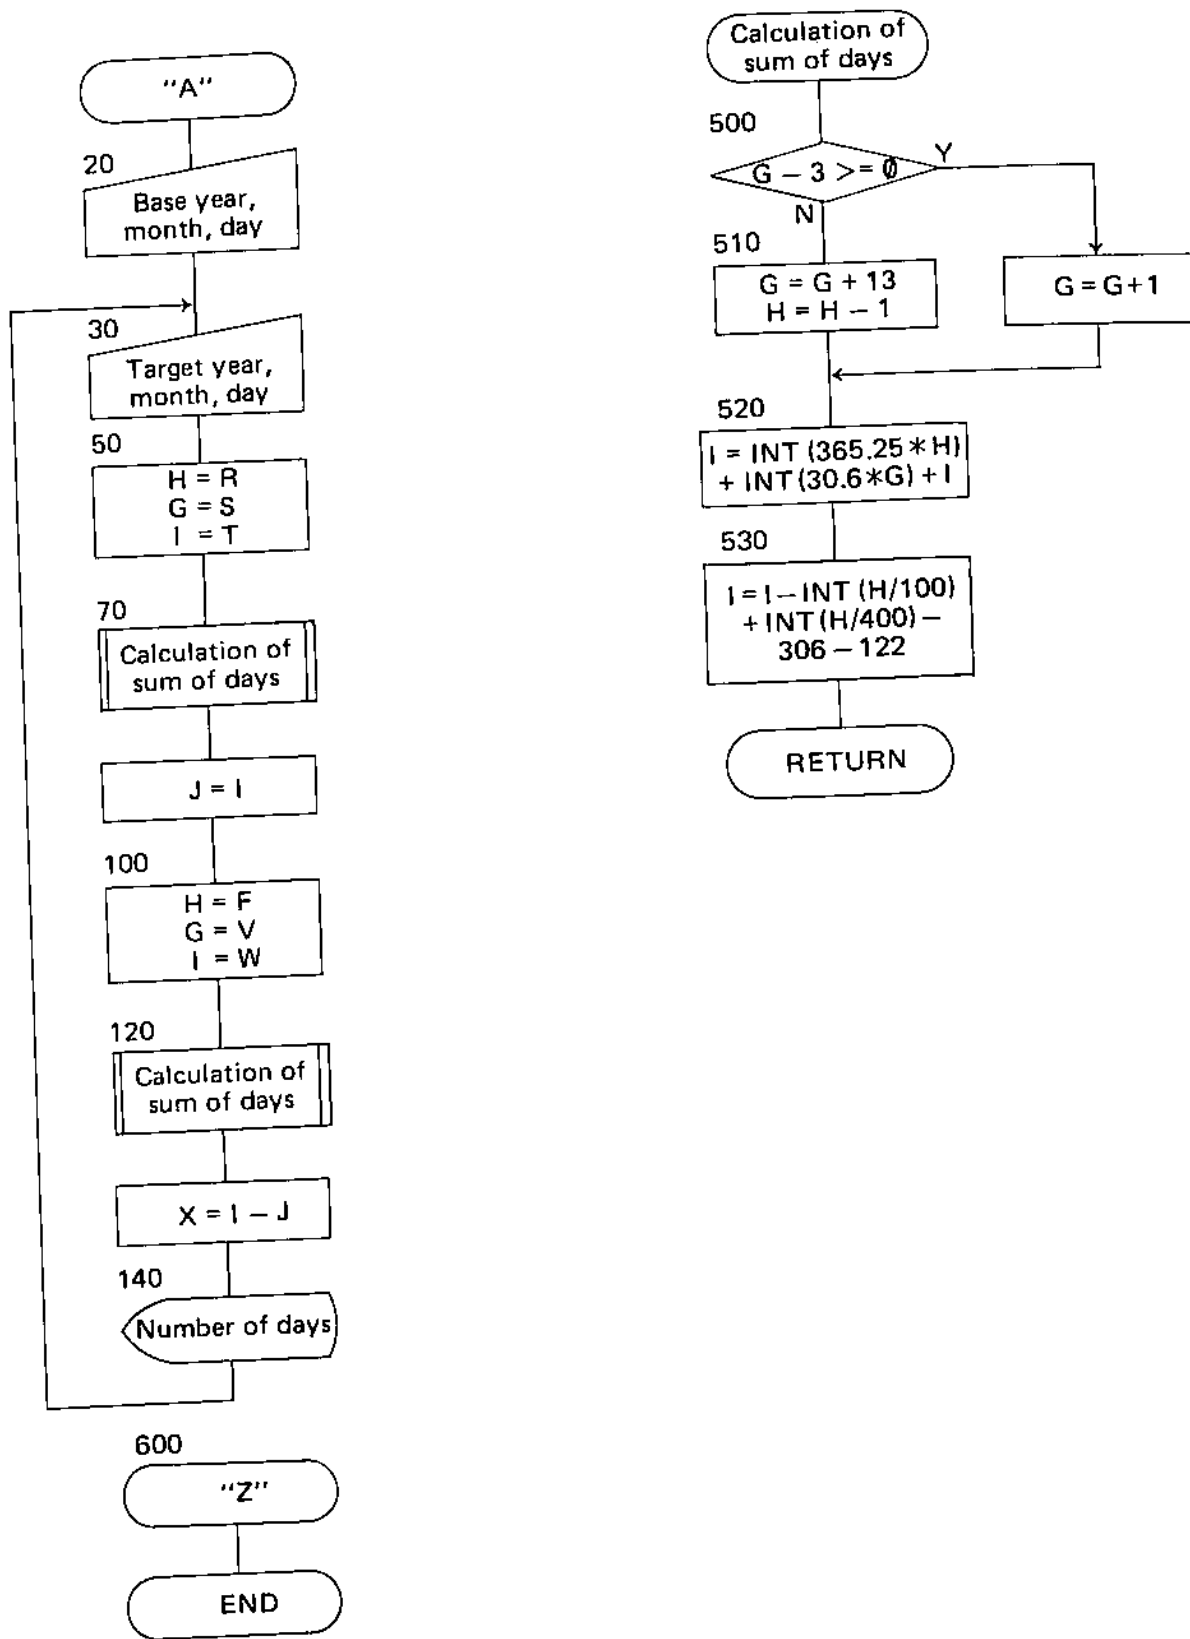 "A"
20
Base year,
month, day
30
Target year,
month, day
50
H = R
G = S
I = T
70
Calculation of
sum of days
J = I
100
H = F
G = V
I = W
120
Calculation of
sum of days
X = I − J
140
Number of days
600
"Z"
END
Calculation of
sum of days
500
G − 3 >= Ø
Y
N
510
G = G + 13
H = H − 1
G = G+1
520
I = INT (365.25 * H)
+ INT (30.6 *G) + I
530
I = I − INT (H/100)
+ INT (H/400) −
306 − 122
RETURN